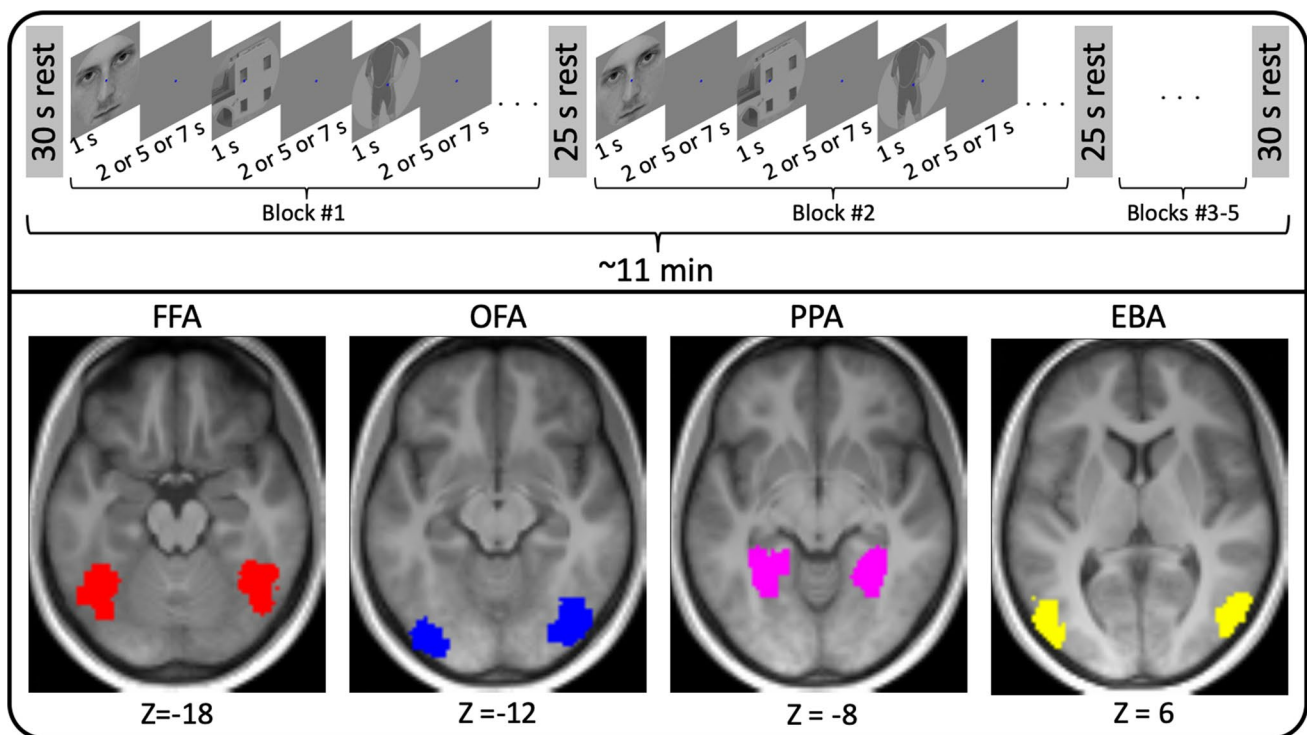 30 s rest
1 s
2 or 5 or 7 s
1 s
2 or 5 or 7 s
1 s
2 or 5 or 7 s
. . .
25 s rest
1 s
2 or 5 or 7 s
1 s
2 or 5 or 7 s
1 s
2 or 5 or 7 s
. . . .
25 s rest
. . .
30 s rest
Block #1
Block #2
Blocks #3-5
~11 min
FFA
OFA
PPA
EBA
Z=-18
Z =-12
Z = -8
Z = 6